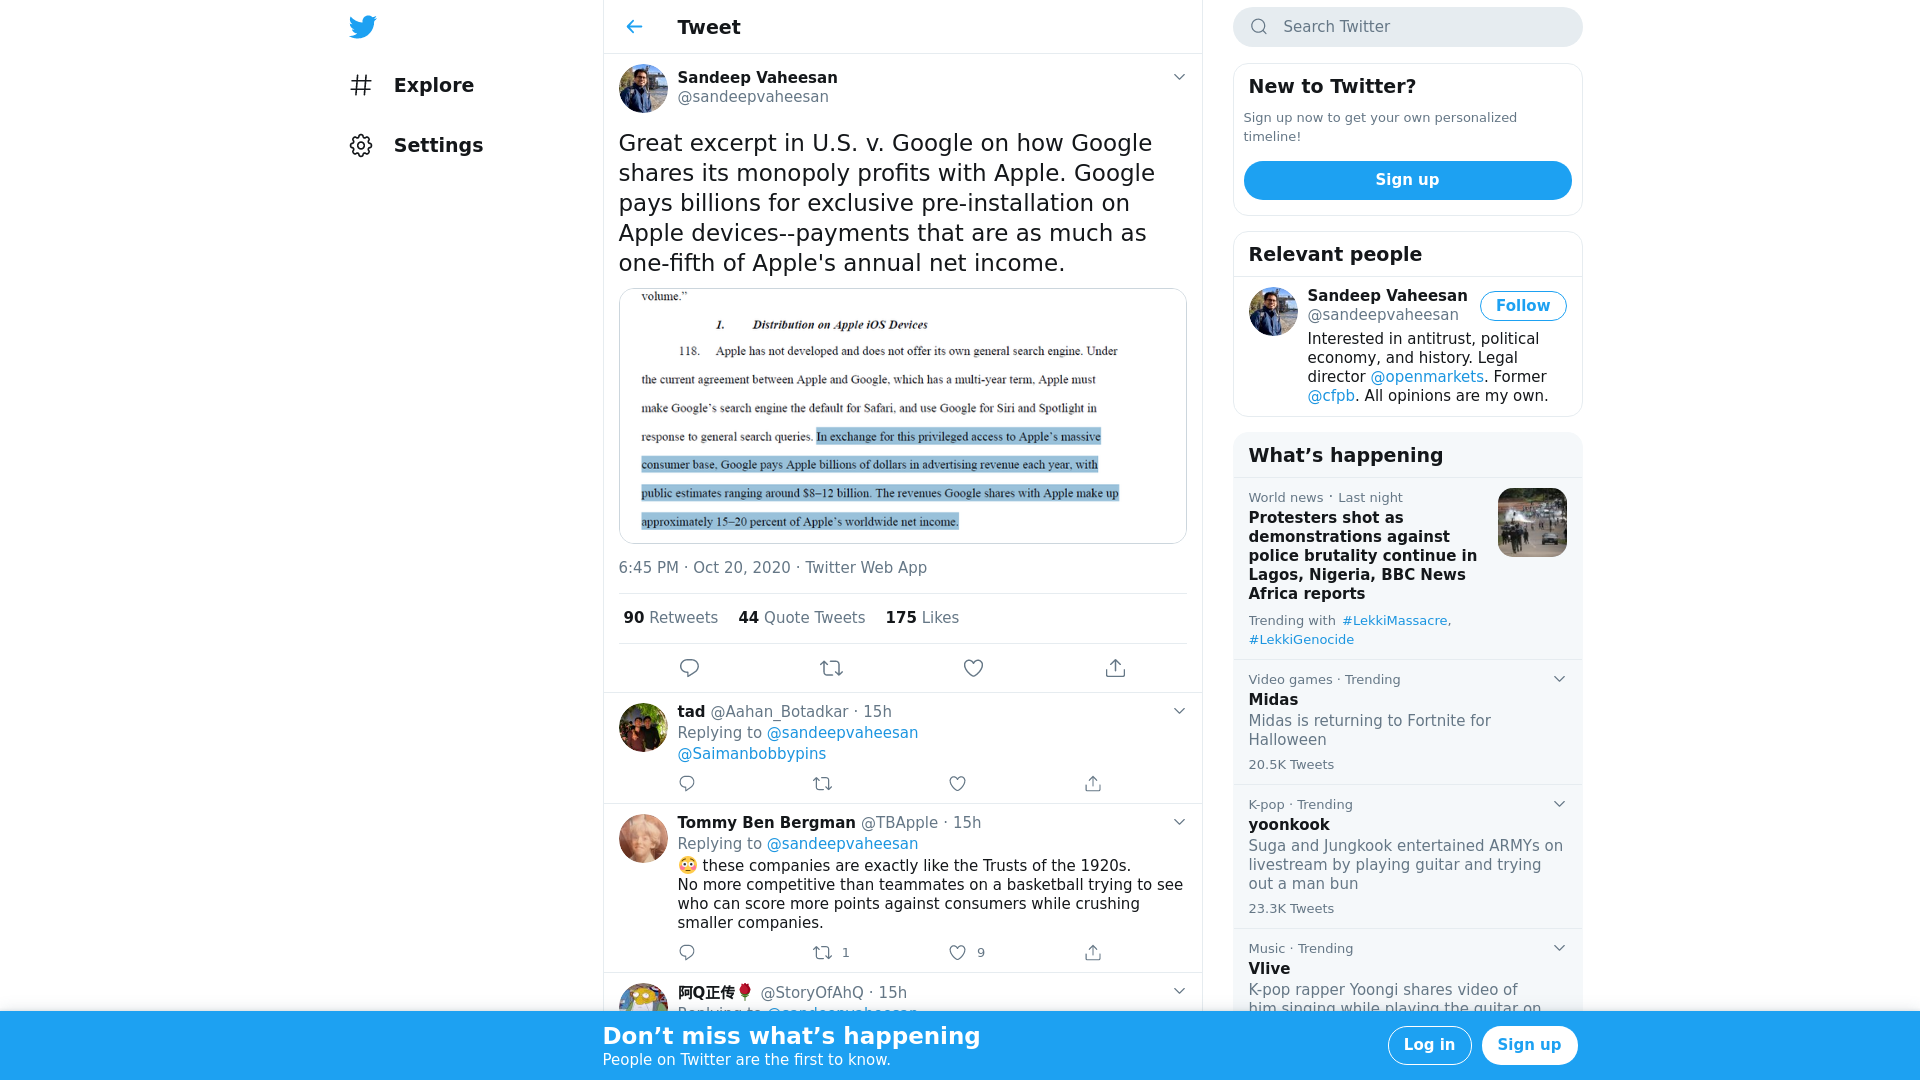 Explore
Settings
Tweet
Sandeep Vaheesan
@sandeepvaheesan
Great excerpt in U.S. v. Google on how Google
shares its monopoly profits with Apple. Google
pays billions for exclusive pre-installation on
Apple devices--payments that are as much as
one-fifth of Apple's annual net income.
volume.”
1. Distribution on Apple iOS Devices
118. Apple has not developed and does not offer its own general search engine. Under
the current agreement between Apple and Google, which has a multi-year term, Apple must
make Google’s search engine the default for Safari, and use Google for Siri and Spotlight in
response to general search queries. In exchange for this privileged access to Apple’s massive
consumer base, Google pays Apple billions of dollars in advertising revenue each year, with
public estimates ranging around $8–12 billion. The revenues Google shares with Apple make up
approximately 15–20 percent of Apple’s worldwide net income.
6:45 PM · Oct 20, 2020 · Twitter Web App
90 Retweets 44 Quote Tweets 175 Likes
tad @Aahan_Botadkar · 15h
Replying to @sandeepvaheesan
@Saimanbobbypins
Tommy Ben Bergman @TBApple · 15h
Replying to @sandeepvaheesan
😳 these companies are exactly like the Trusts of the 1920s.
No more competitive than teammates on a basketball trying to see
who can score more points against consumers while crushing
smaller companies.
1 9
阿Q正传🌹 @StoryOfAhQ · 15h
Replying to @sandeepvaheesan
Search Twitter
New to Twitter?
Sign up now to get your own personalized
timeline!
Sign up
Relevant people
Sandeep Vaheesan
@sandeepvaheesan
Follow
Interested in antitrust, political
economy, and history. Legal
director @openmarkets. Former
@cfpb. All opinions are my own.
What’s happening
World news · Last night
Protesters shot as
demonstrations against
police brutality continue in
Lagos, Nigeria, BBC News
Africa reports
Trending with #LekkiMassacre,
#LekkiGenocide
Video games · Trending
Midas
Midas is returning to Fortnite for
Halloween
20.5K Tweets
K-pop · Trending
yoonkook
Suga and Jungkook entertained ARMYs on
livestream by playing guitar and trying
out a man bun
23.3K Tweets
Music · Trending
Vlive
K-pop rapper Yoongi shares video of
him singing while playing the guitar on
Don’t miss what’s happening
People on Twitter are the first to know.
Log in
Sign up